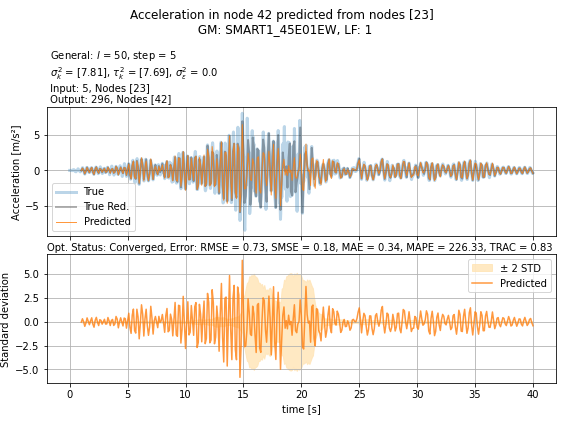 Acceleration in node 42 predicted from nodes [23]
GM: SMART1_45E01EW, LF: 1
General: l = 50, step = 5
σ²ₖ = [7.81], τ²ₖ = [7.69], σ²ε = 0.0
Input: 5, Nodes [23]
Output: 296, Nodes [42]
Acceleration [m/s²]
5
0
−5
True
True Red.
Predicted
Opt. Status: Converged, Error: RMSE = 0.73, SMSE = 0.18, MAE = 0.34, MAPE = 226.33, TRAC = 0.83
Standard deviation
5.0
2.5
0.0
−2.5
−5.0
± 2 STD
Predicted
0 5 10 15 20 25 30 35 40
time [s]